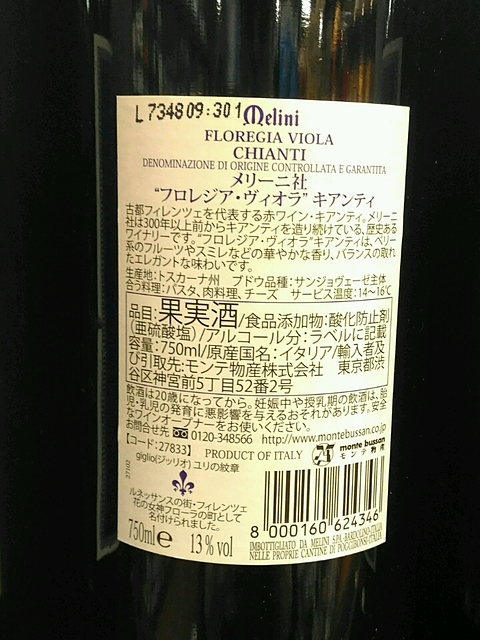 L 7348 09:30 1
Melini
FLOREGIA VIOLA
CHIANTI
DENOMINAZIONE DI ORIGINE CONTROLLATA E GARANTITA
メリーニ社
“フロレジア・ヴィオラ” キアンティ
古都フィレンツェを代表する赤ワイン・キアンティ。メリーニ
社は300年以上前からキアンティを造り続けている、歴史ある
ワイナリーです。“フロレジア・ヴィオラ”キアンティは、ベリー
系のフルーツやスミレなどの華やかな香り、バランスの取れ
たエレガントな味わいです。
生産地:トスカーナ州 ブドウ品種:サンジョヴェーゼ主体
合う料理:パスタ、肉料理、チーズ サービス温度:14～16℃
品目:果実酒/食品添加物:酸化防止剤
(亜硫酸塩)/アルコール分:ラベルに記載
容量:750ml/原産国名:イタリア/輸入者及
び引取先:モンテ物産株式会社 東京都渋
谷区神宮前5丁目52番2号
飲酒は20歳になってから。妊娠中や授乳期の飲酒は、胎
児・乳児の発育に悪影響を与えるおそれがあります。安全
なワインオープナーをお使いください。
お問合せ先 0120-348566 http://www.montebussan.co.jp
【コード:27833】 PRODUCT OF ITALY monte bussan
モンテ物産
giglio(ジッリオ) ユリの紋章
ルネッサンスの街・フィレンツェ
花の女神フローラの町として
名付けられました。
750ml e 13% vol
8 000160 624346
IMBOTTIGLIATO DA MELINI S.P.A.-BARDOLINO-ITALIA
NELLE PROPRIE CANTINE DI POGGIBONSI-ITALIA